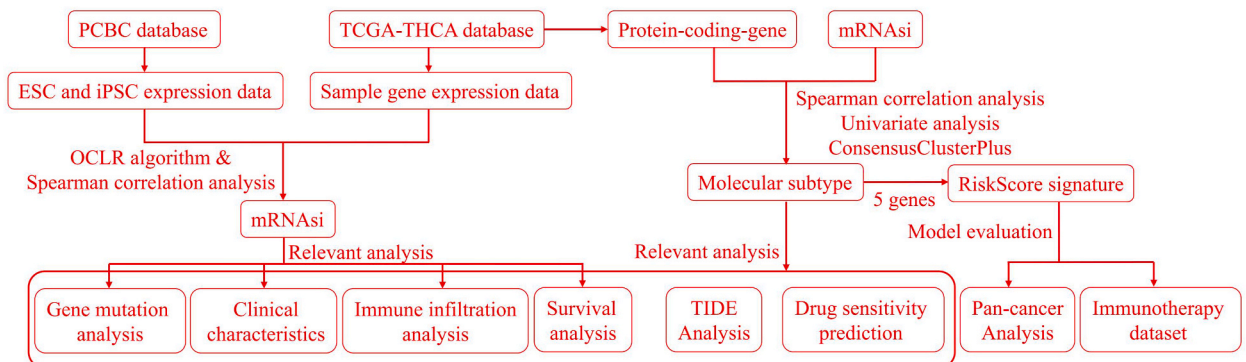 PCBC database
TCGA-THCA database
Protein-coding-gene
mRNAsi
ESC and iPSC expression data
Sample gene expression data
Spearman correlation analysis
Univariate analysis
ConsensusClusterPlus
OCLR algorithm &
Spearman correlation analysis
Molecular subtype
5 genes
RiskScore signature
mRNAsi
Relevant analysis
Relevant analysis
Model evaluation
Gene mutation
analysis
Clinical
characteristics
Immune infiltration
analysis
Survival
analysis
TIDE
Analysis
Drug sensitivity
prediction
Pan-cancer
Analysis
Immunotherapy
dataset